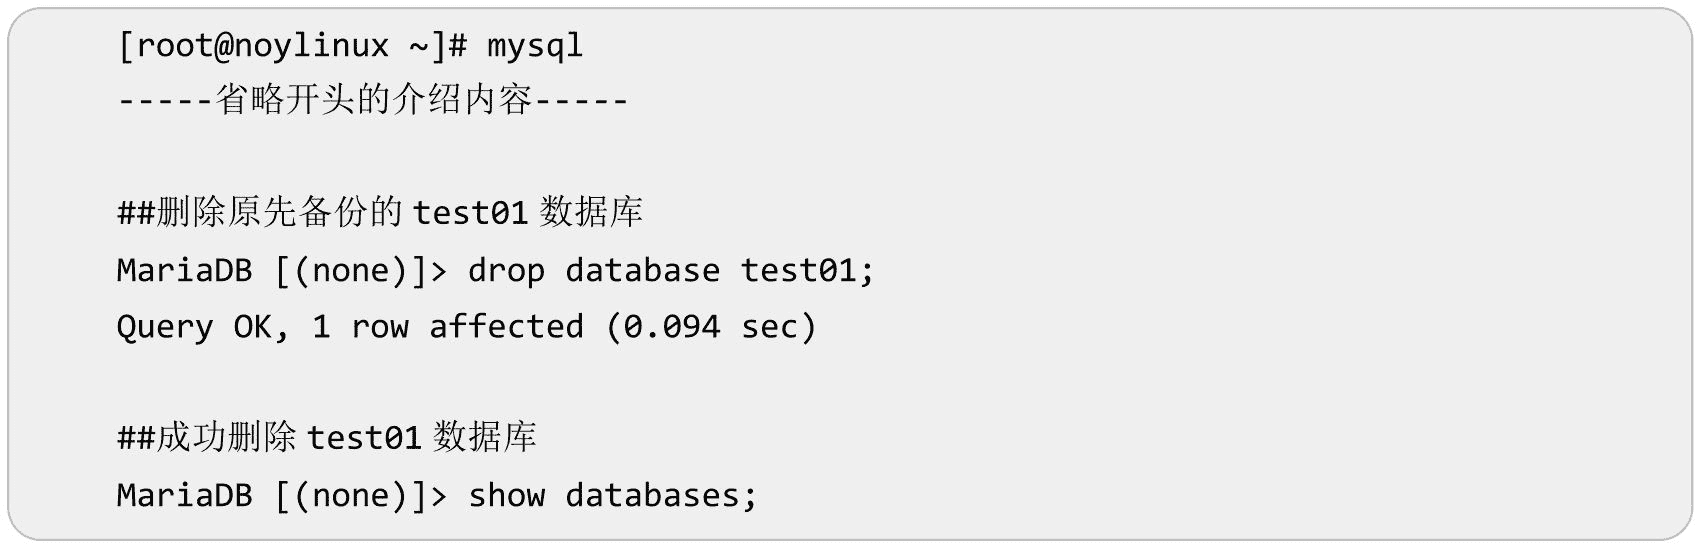 [root@noylinux ~]# mysql
-----省略开头的介绍内容-----
##删除原先备份的 test01 数据库
MariaDB [(none)]> drop database test01;
Query OK, 1 row affected (0.094 sec)
##成功删除 test01 数据库
MariaDB [(none)]> show databases;